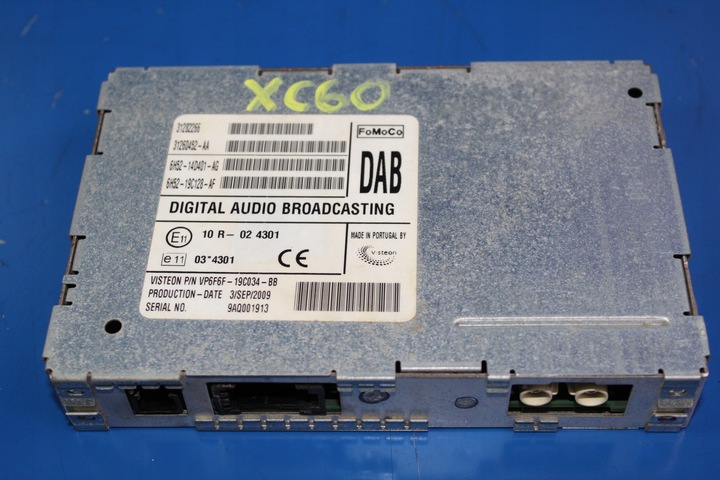 XC60
31282266
FoMoCo
31260452-AA
6H52-14D401-AG
6H52-19C128-AF
DAB
DIGITAL AUDIO BROADCASTING
E11 10 R- 02 4301
MADE IN PORTUGAL BY
Visteon
e 11 03*4301 CE
VISTEON P/N VP6F6F-19C034-BB
PRODUCTION-DATE 3/SEP/2009
SERIAL NO. 9AQ001913